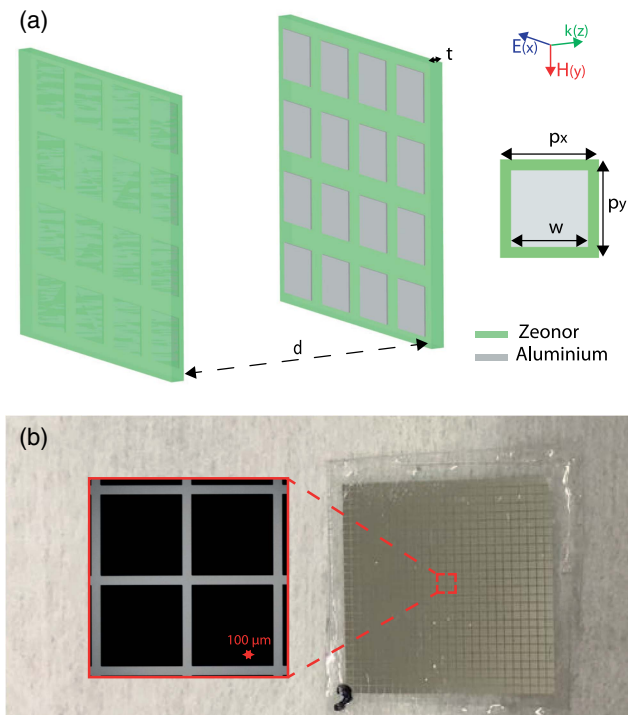 (a)
t
k(z)
E(x)
H(y)
px
py
w
d
Zeonor
Aluminium
(b)
100 μm